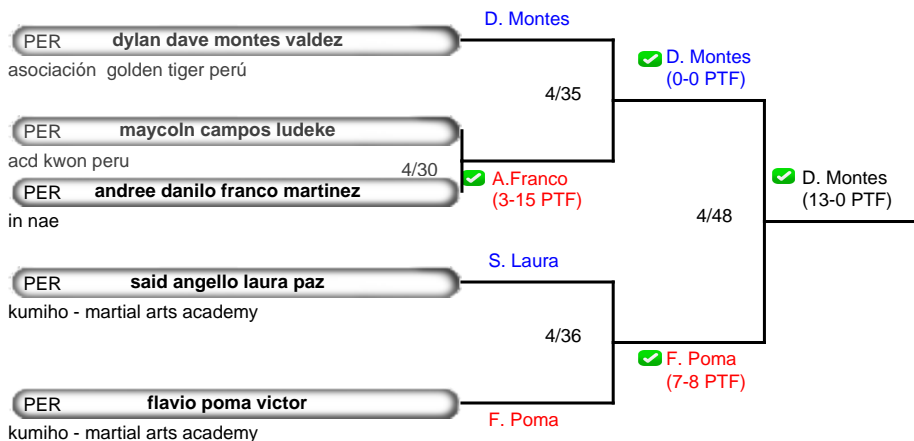 D. Montes
PER dylan dave montes valdez
asociación golden tiger perú
D. Montes
(0-0 PTF)
4/35
PER maycoln campos ludeke
acd kwon peru
4/30
A.Franco
(3-15 PTF)
PER andree danilo franco martinez
in nae
D. Montes
(13-0 PTF)
4/48
S. Laura
PER said angello laura paz
kumiho - martial arts academy
4/36
F. Poma
(7-8 PTF)
PER flavio poma victor
F. Poma
kumiho - martial arts academy